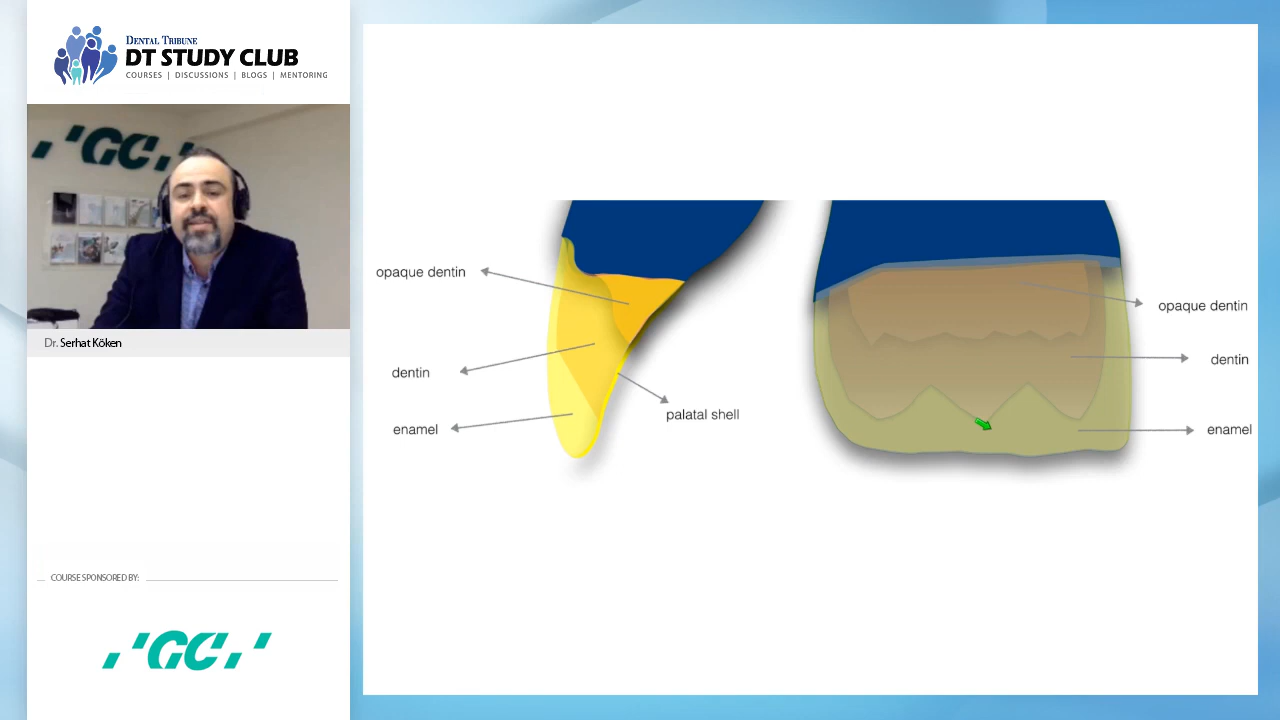 DENTAL TRIBUNE
DT STUDY CLUB
COURSES | DISCUSSIONS | BLOGS | MENTORING
GC
Dr. Serhat Köken
COURSE SPONSORED BY:
GC
opaque dentin
dentin
enamel
palatal shell
opaque dentin
dentin
enamel